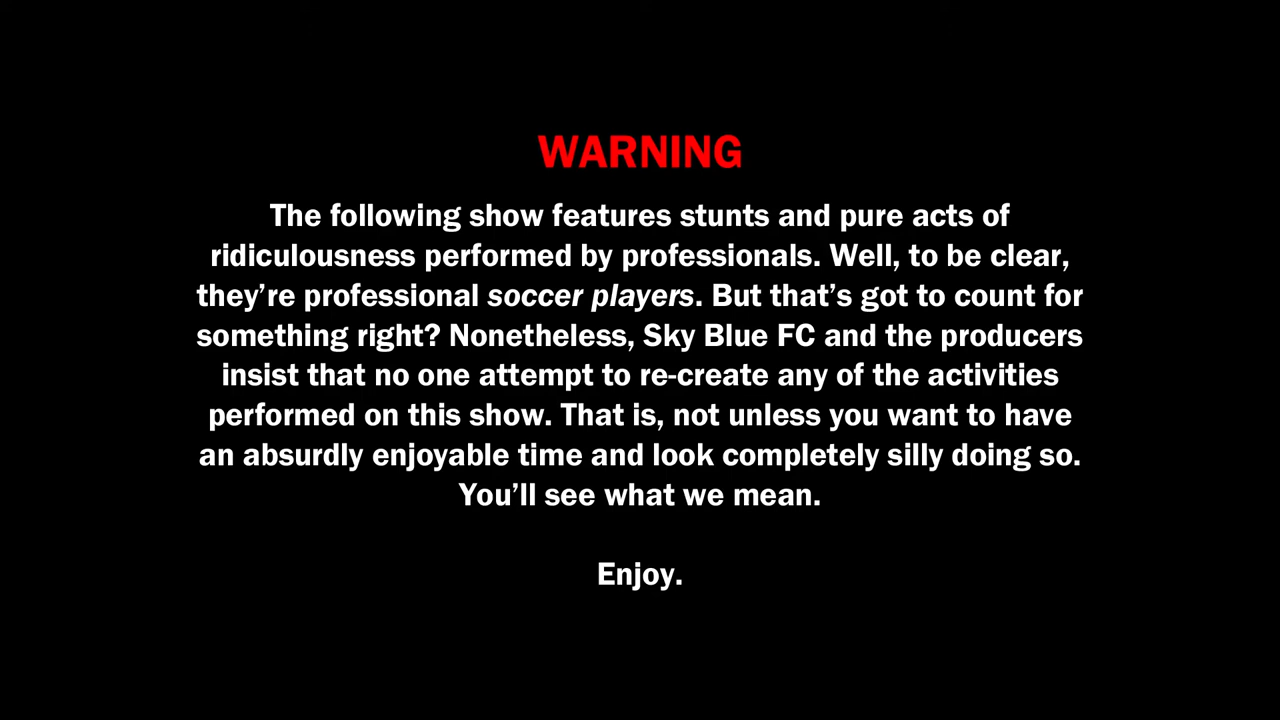 WARNING
The following show features stunts and pure acts of
ridiculousness performed by professionals. Well, to be clear,
they’re professional soccer players. But that’s got to count for
something right? Nonetheless, Sky Blue FC and the producers
insist that no one attempt to re-create any of the activities
performed on this show. That is, not unless you want to have
an absurdly enjoyable time and look completely silly doing so.
You’ll see what we mean.
Enjoy.